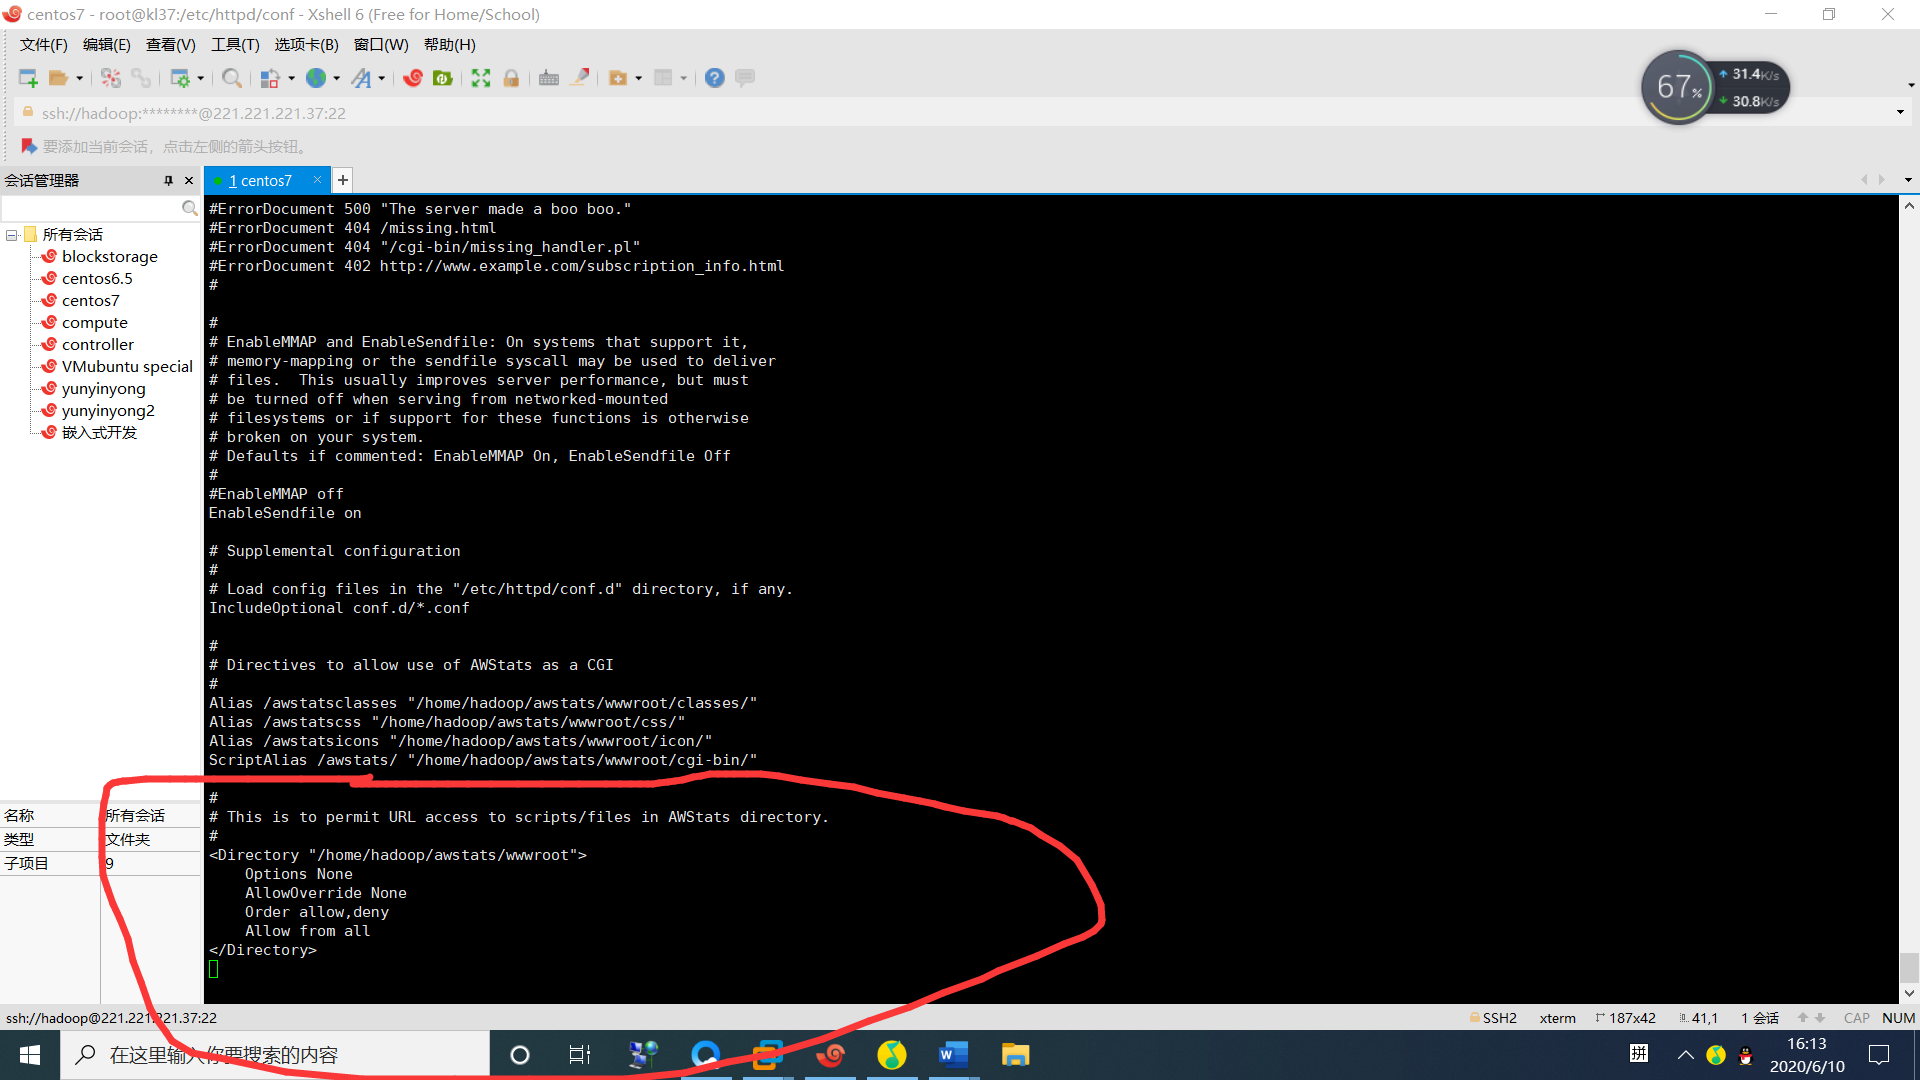 centos7 - root@kl37:/etc/httpd/conf - Xshell 6 (Free for Home/School)
文件(F) 编辑(E) 查看(V) 工具(T) 选项卡(B) 窗口(W) 帮助(H)
67%
31.4K/s
30.8K/s
ssh://hadoop:********@221.221.221.37:22
要添加当前会话，点击左侧的箭头按钮。
会话管理器
1 centos7
所有会话
blockstorage
centos6.5
centos7
compute
controller
VMubuntu special
yunyinyong
yunyinyong2
嵌入式开发
名称 所有会话
类型 文件夹
子项目 9
#ErrorDocument 500 "The server made a boo boo."
#ErrorDocument 404 /missing.html
#ErrorDocument 404 "/cgi-bin/missing_handler.pl"
#ErrorDocument 402 http://www.example.com/subscription_info.html
#
#
# EnableMMAP and EnableSendfile: On systems that support it,
# memory-mapping or the sendfile syscall may be used to deliver
# files.  This usually improves server performance, but must
# be turned off when serving from networked-mounted
# filesystems or if support for these functions is otherwise
# broken on your system.
# Defaults if commented: EnableMMAP On, EnableSendfile Off
#
#EnableMMAP off
EnableSendfile on
# Supplemental configuration
#
# Load config files in the "/etc/httpd/conf.d" directory, if any.
IncludeOptional conf.d/*.conf
#
# Directives to allow use of AWStats as a CGI
#
Alias /awstatsclasses "/home/hadoop/awstats/wwwroot/classes/"
Alias /awstatscss "/home/hadoop/awstats/wwwroot/css/"
Alias /awstatsicons "/home/hadoop/awstats/wwwroot/icon/"
ScriptAlias /awstats/ "/home/hadoop/awstats/wwwroot/cgi-bin/"
#
# This is to permit URL access to scripts/files in AWStats directory.
#
<Directory "/home/hadoop/awstats/wwwroot">
    Options None
    AllowOverride None
    Order allow,deny
    Allow from all
</Directory>
ssh://hadoop@221.221.221.37:22
SSH2 xterm 187x42 41,1 1 会话 CAP NUM
在这里输入你要搜索的内容
拼
16:13
2020/6/10